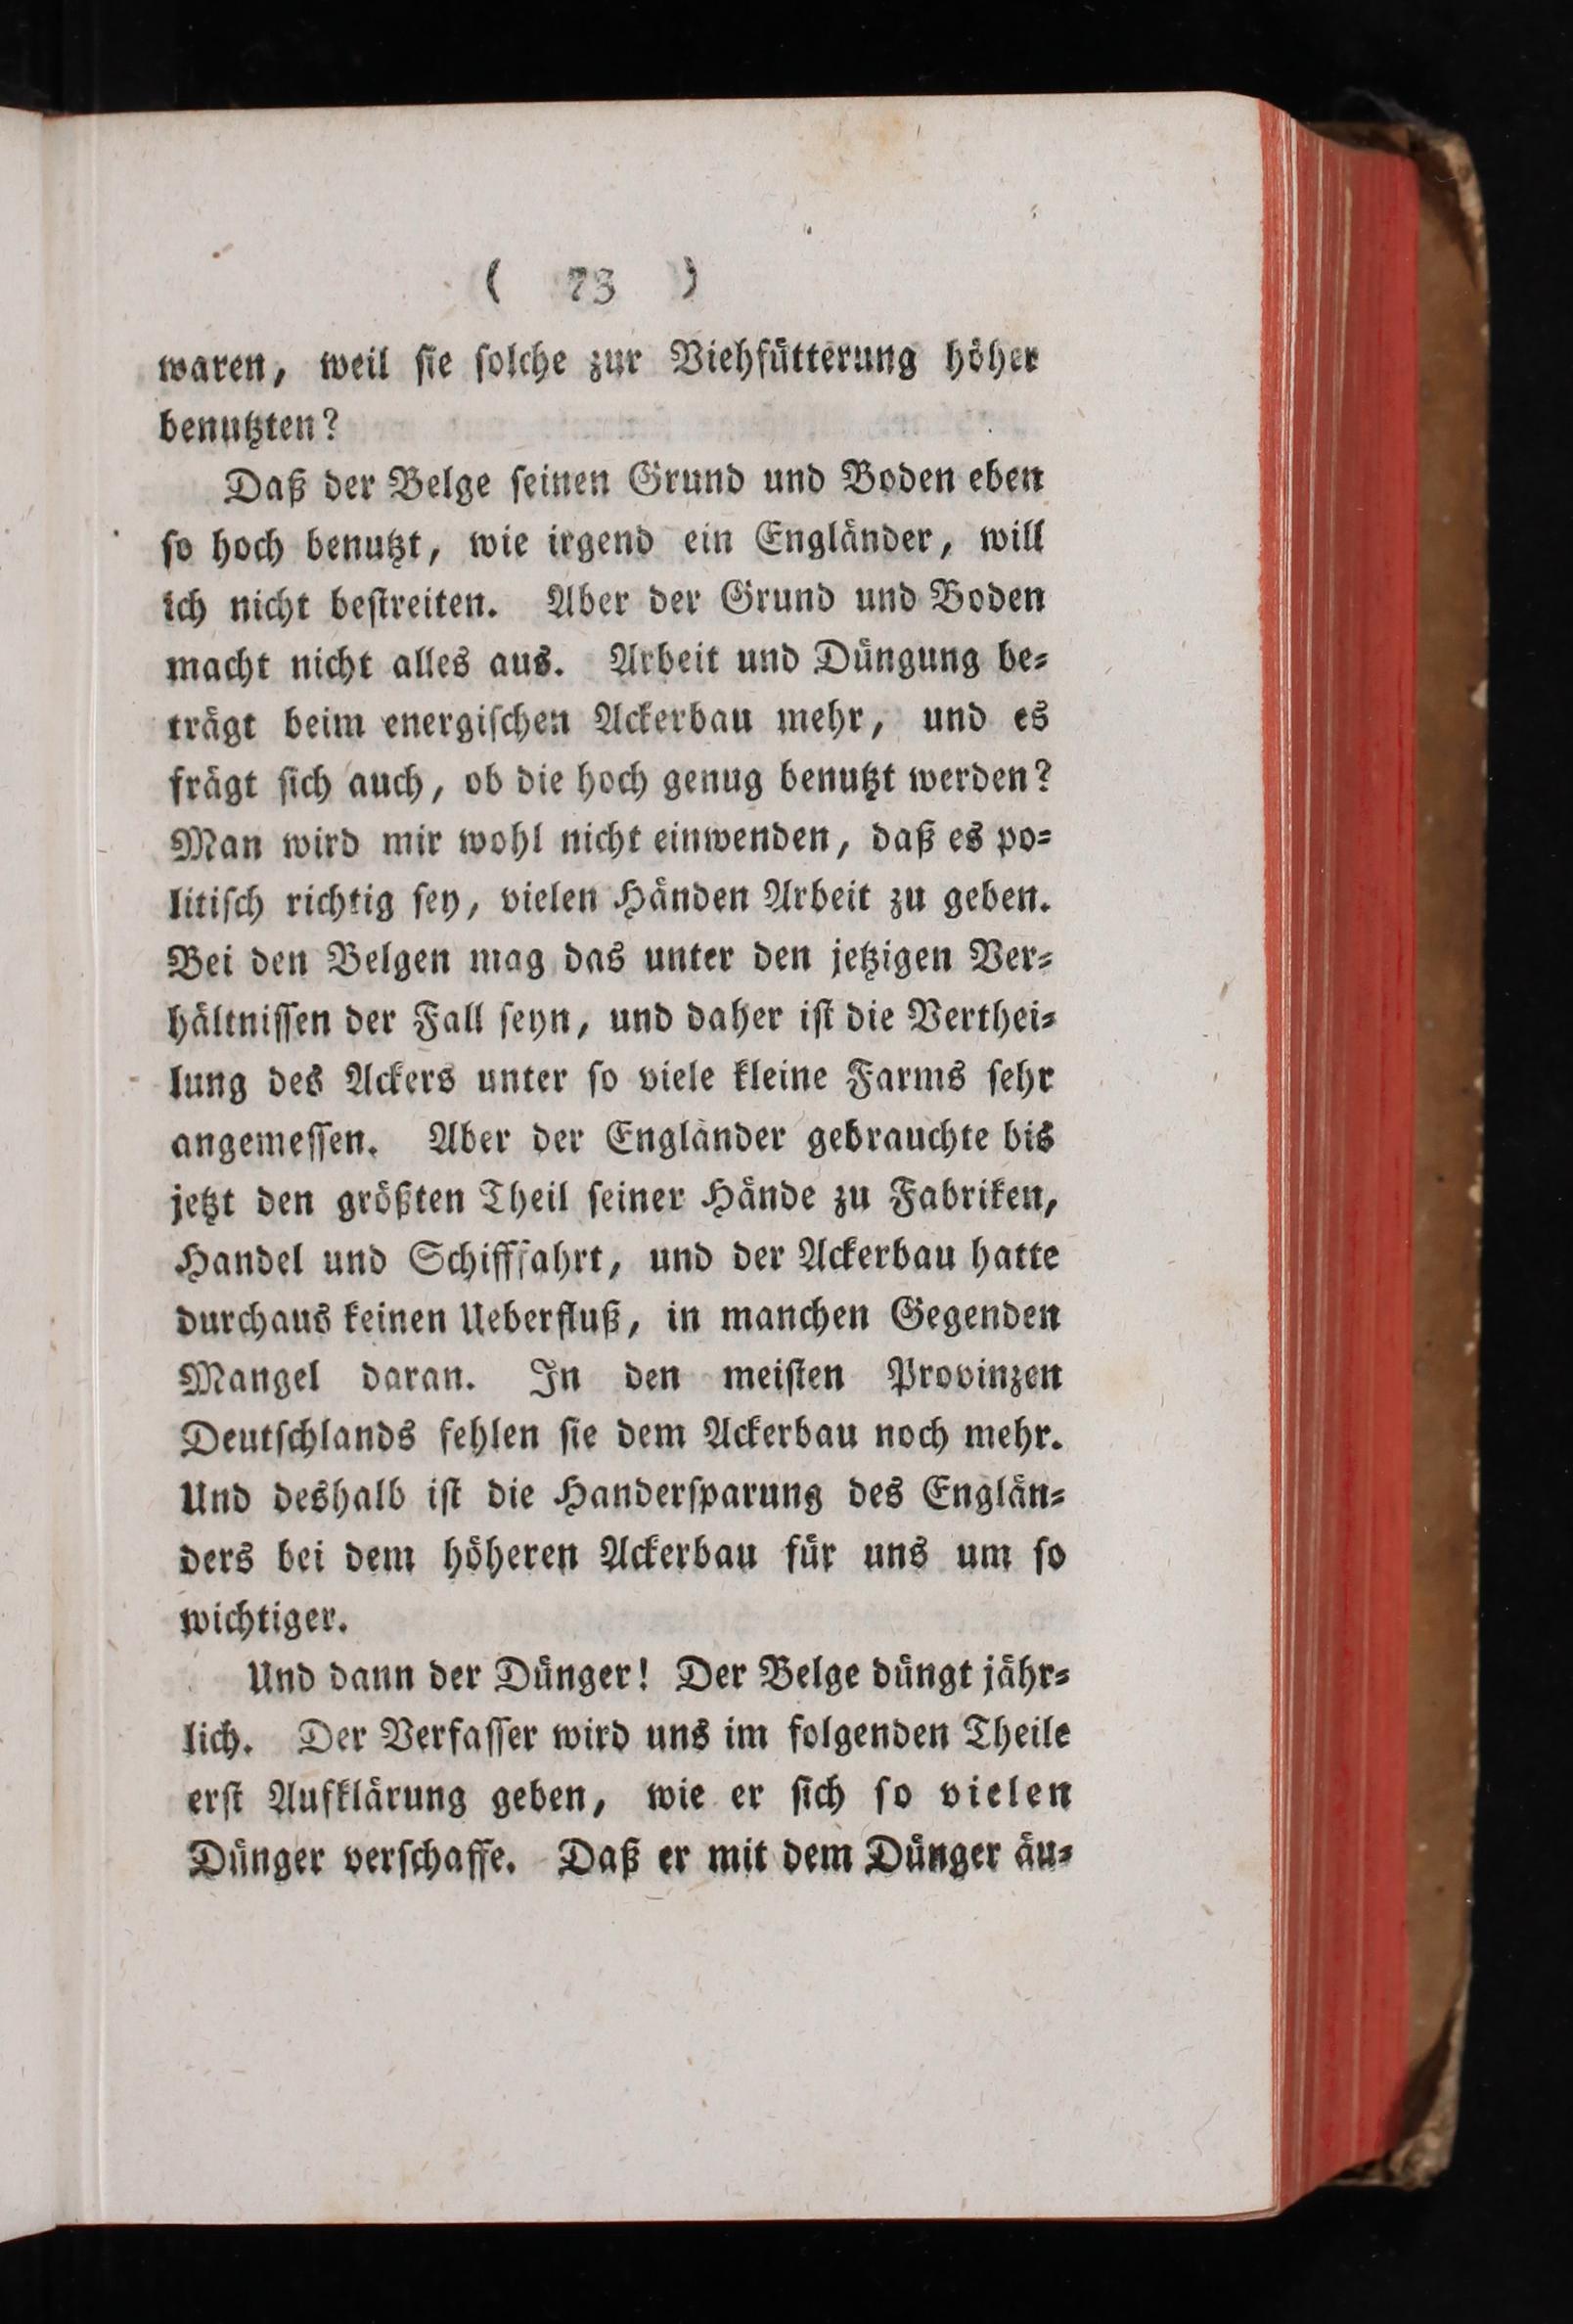 ( 73 )
waren, weil ſie ſolche zur Viehfütterung höher
benutzten?
Daß der Belge ſeinen Grund und Boden eben
ſo hoch benutzt, wie irgend ein Engländer, will
ich nicht beſtreiten. Aber der Grund und Boden
macht nicht alles aus. Arbeit und Düngung be⸗
trägt beim energiſchen Ackerbau mehr, und es
frägt ſich auch, ob die hoch genug benutzt werden?
Man wird mir wohl nicht einwenden, daß es po⸗
litiſch richtig ſey, vielen Händen Arbeit zu geben.
Bei den Belgen mag das unter den jetzigen Ver⸗
hältniſſen der Fall ſeyn, und daher iſt die Verthei⸗
lung des Ackers unter ſo viele kleine Farms ſehr
angemeſſen. Aber der Engländer gebrauchte bis
jetzt den größten Theil ſeiner Hände zu Fabriken,
Handel und Schifffahrt, und der Ackerbau hatte
durchaus keinen Ueberfluß, in manchen Gegenden
Mangel daran. In den meiſten Provinzen
Deutſchlands fehlen ſie dem Ackerbau noch mehr.
Und deshalb iſt die Handerſparung des Englän⸗
ders bei dem höheren Ackerbau für uns um ſo
wichtiger.
Und dann der Dünger! Der Belge düngt jähr⸗
lich. Der Verfaſſer wird uns im folgenden Theile
erſt Aufklärung geben, wie er ſich ſo vielen
Dünger verſchaffe. Daß er mit dem Dünger äu⸗